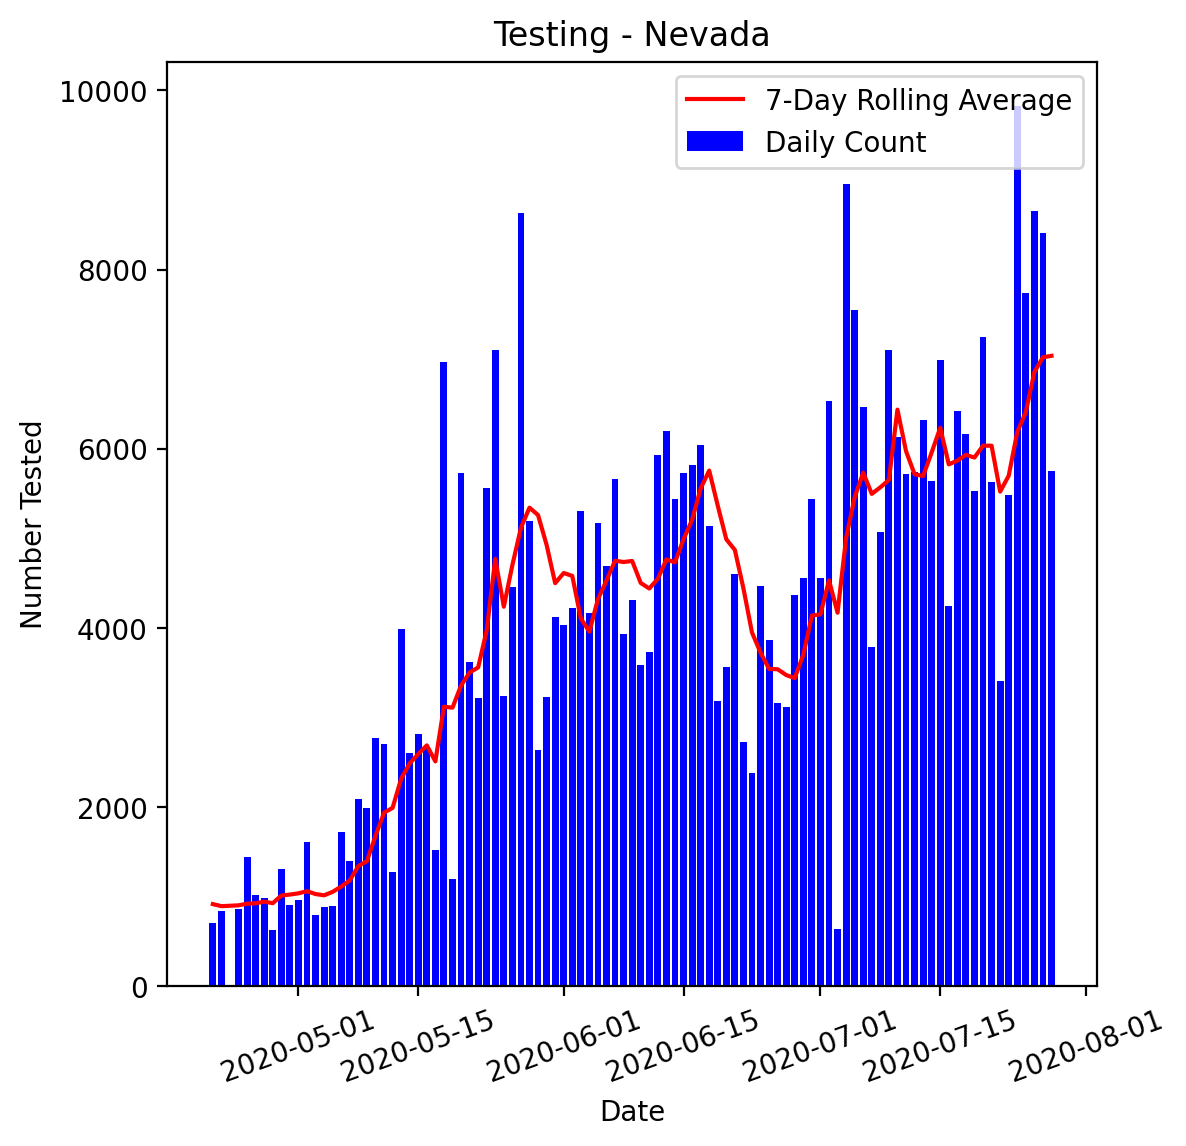 Testing - Nevada
10000
8000
6000
4000
2000
0
Number Tested
7-Day Rolling Average
Daily Count
2020-05-01
2020-05-15
2020-06-01
2020-06-15
2020-07-01
2020-07-15
2020-08-01
Date